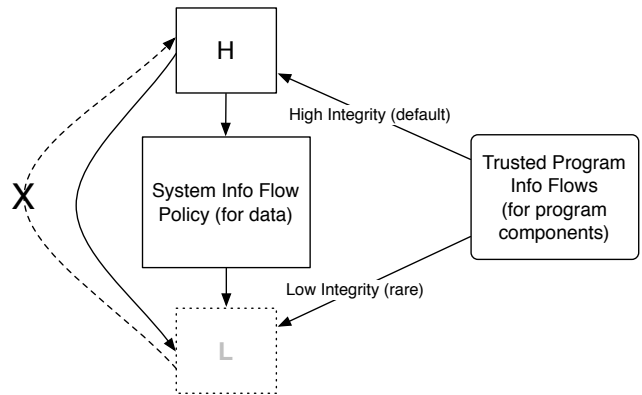 H
High Integrity (default)
Trusted Program
Info Flows
(for program
components)
System Info Flow
Policy (for data)
X
Low Integrity (rare)
L